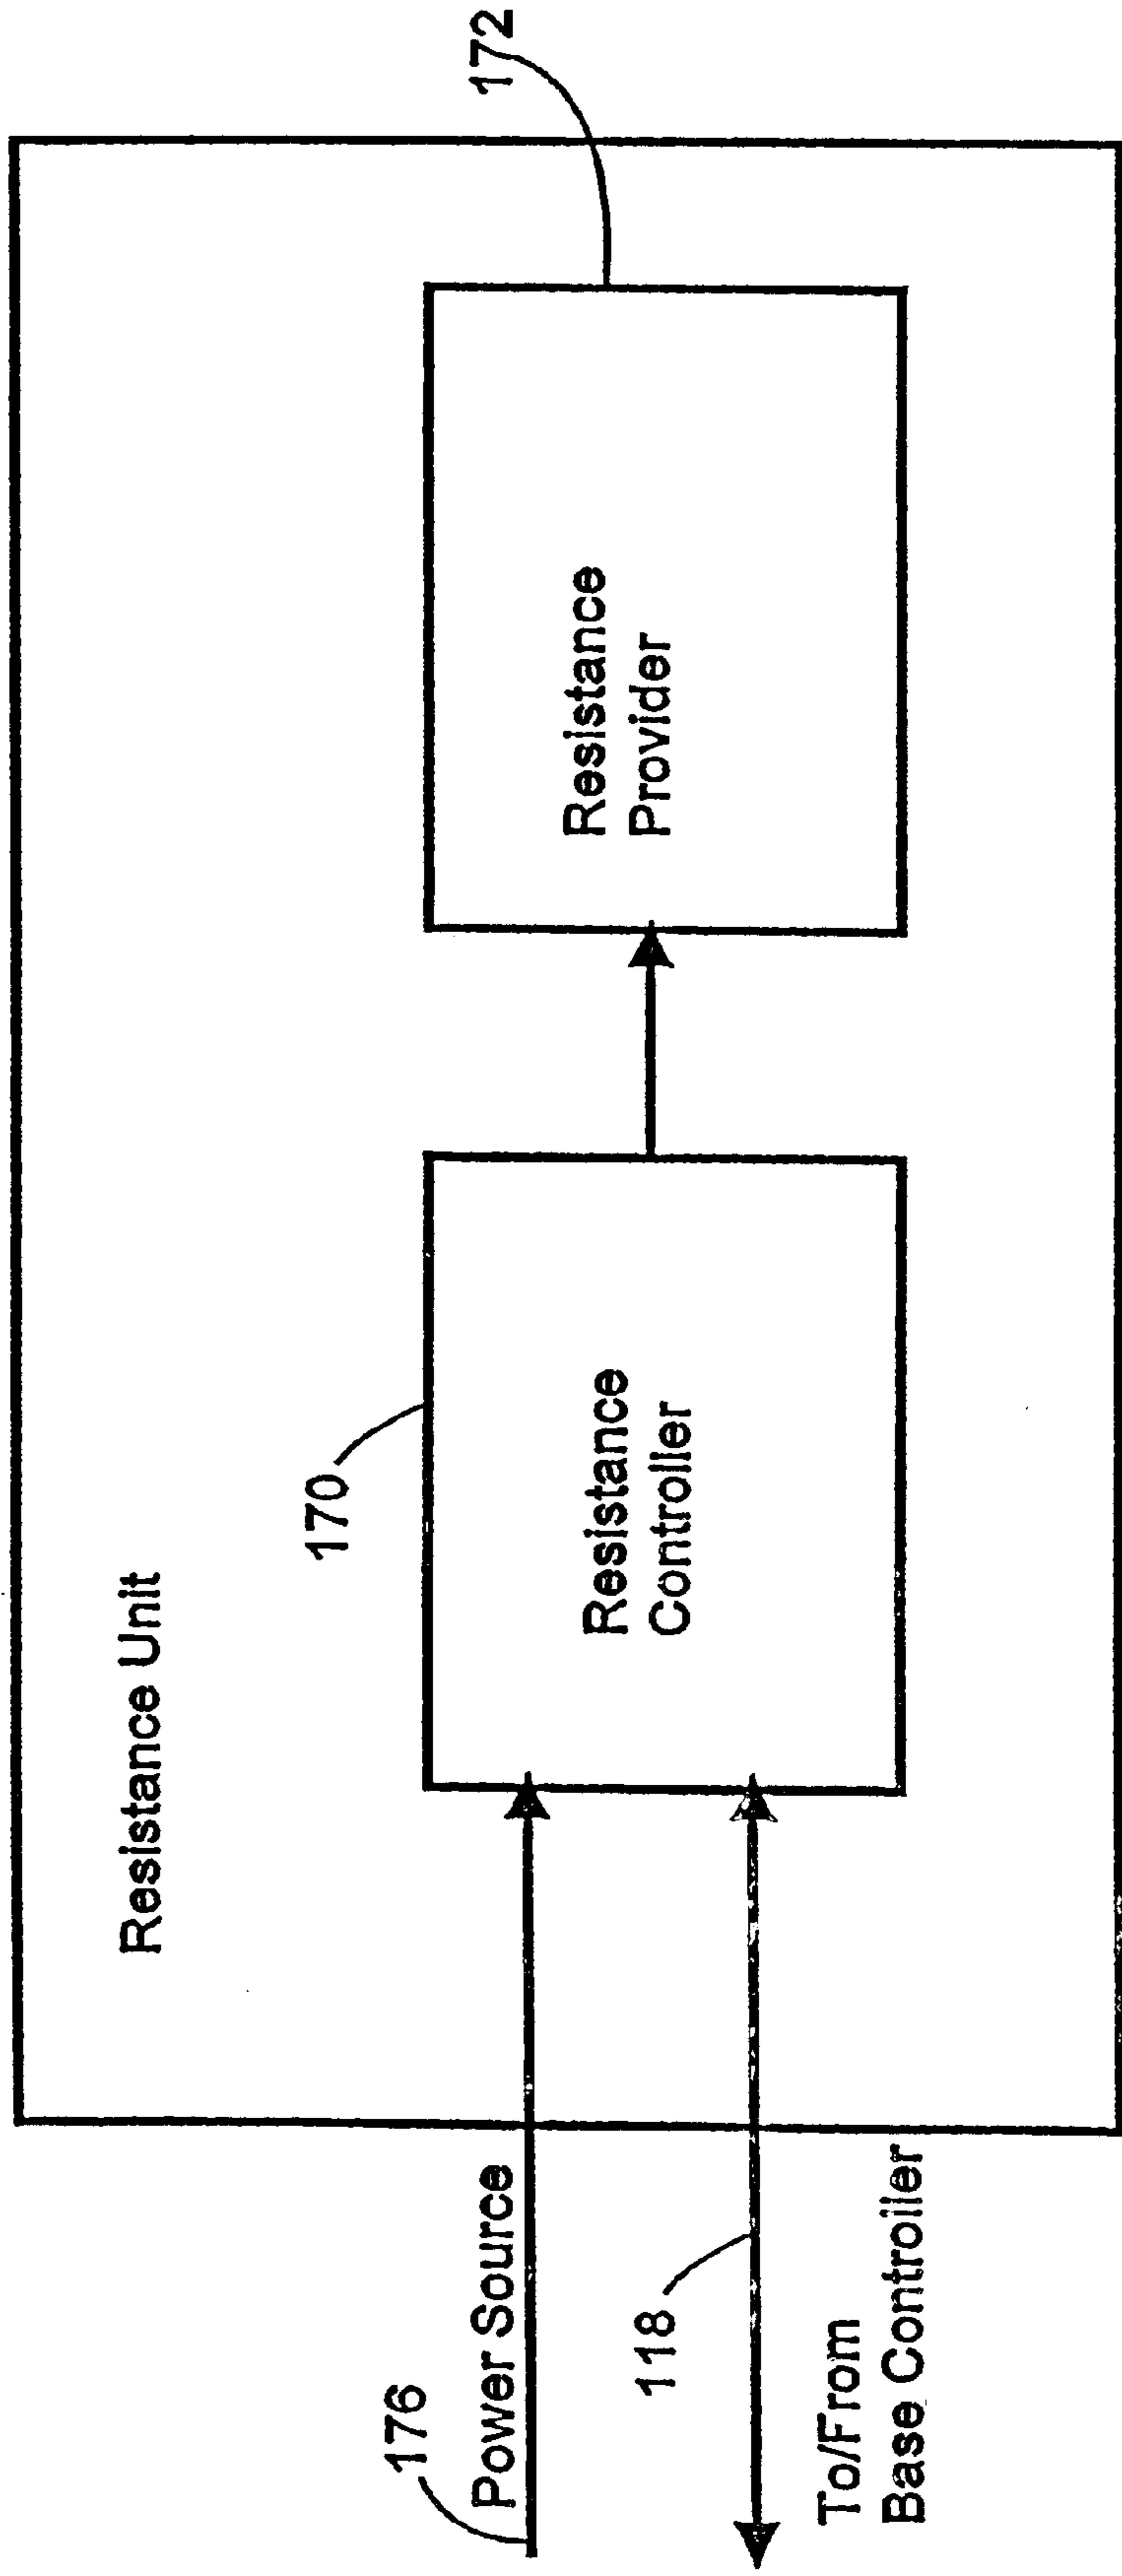 Resistance Unit
170
172
Resistance
Controller
Resistance
Provider
176
Power Source
118
To/From
Base Controller